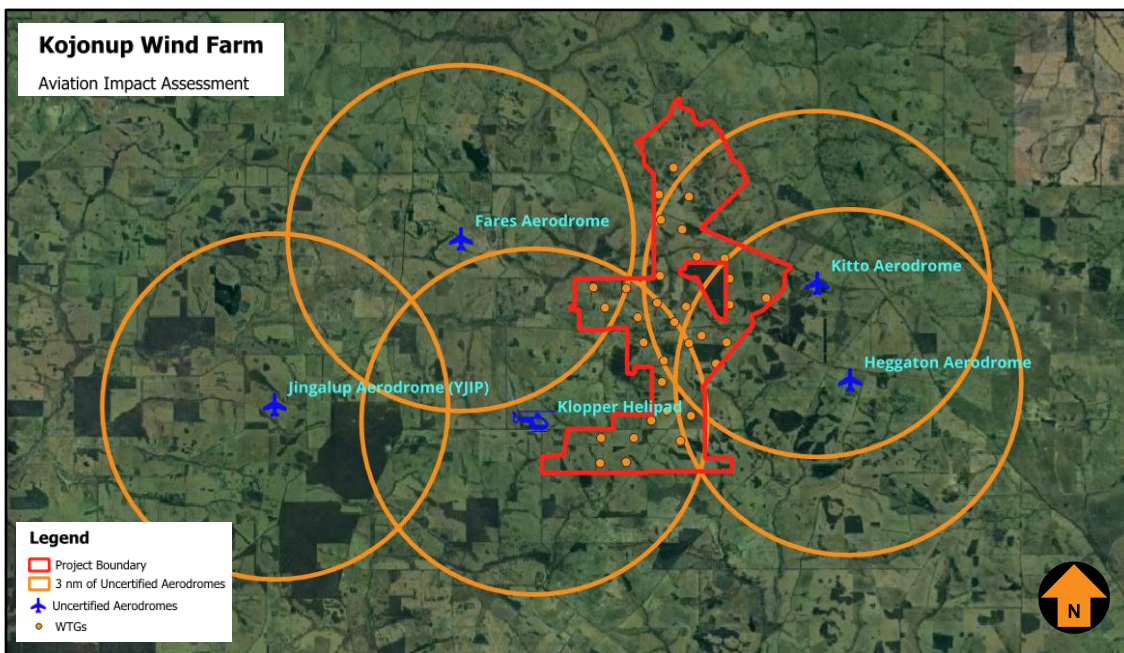 Kojonup Wind Farm
Aviation Impact Assessment
Fares Aerodrome
Kitto Aerodrome
Heggaton Aerodrome
Jingalup Aerodrome (YJIP)
Klopper Helipad
Legend
Project Boundary
3 nm of Uncertified Aerodromes
Uncertified Aerodromes
WTGs
N